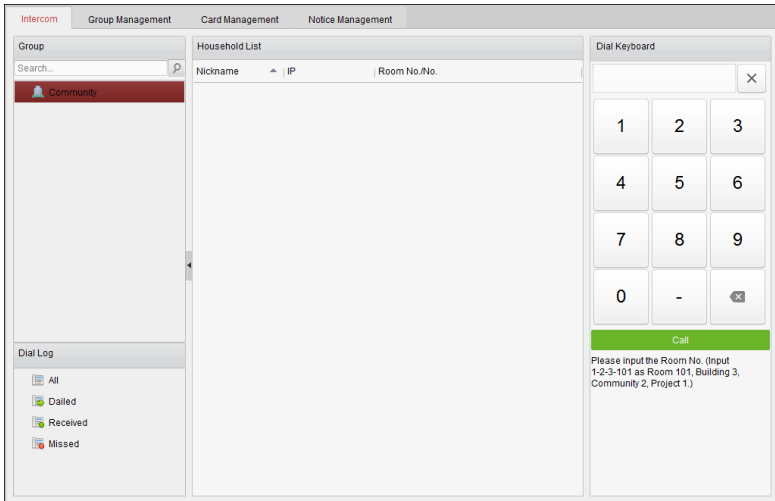 Intercom Group Management Card Management Notice Management
Group
Search...
Community
Dial Log
All
Dailed
Received
Missed
Household List
Nickname IP Room No./No.
Dial Keyboard
1 2 3
4 5 6
7 8 9
0 -
Call
Please input the Room No. (Input
1-2-3-101 as Room 101, Building 3,
Community 2, Project 1.)